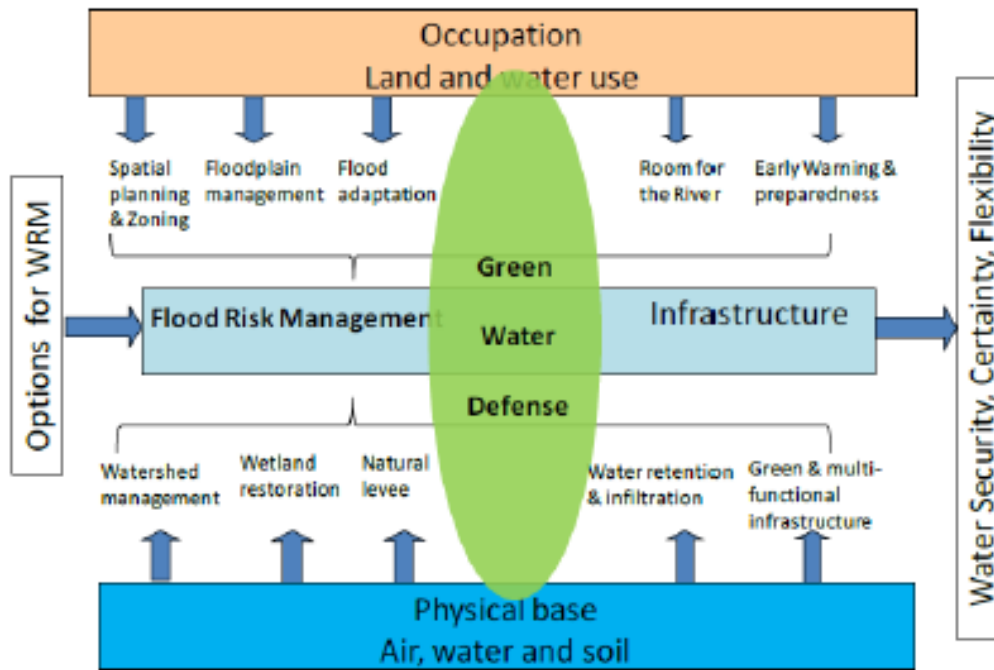 Occupation
Land and water use
Spatial
planning
& Zoning
Floodplain
management
Flood
adaptation
Room for
the River
Early Warning &
preparedness
Options for WRM
Green
Flood Risk Management
Water
Infrastructure
Defense
Water Security, Certainty, Flexibility
Watershed
management
Wetland
restoration
Natural
levee
Water retention
& infiltration
Green & multi-
functional
infrastructure
Physical base
Air, water and soil